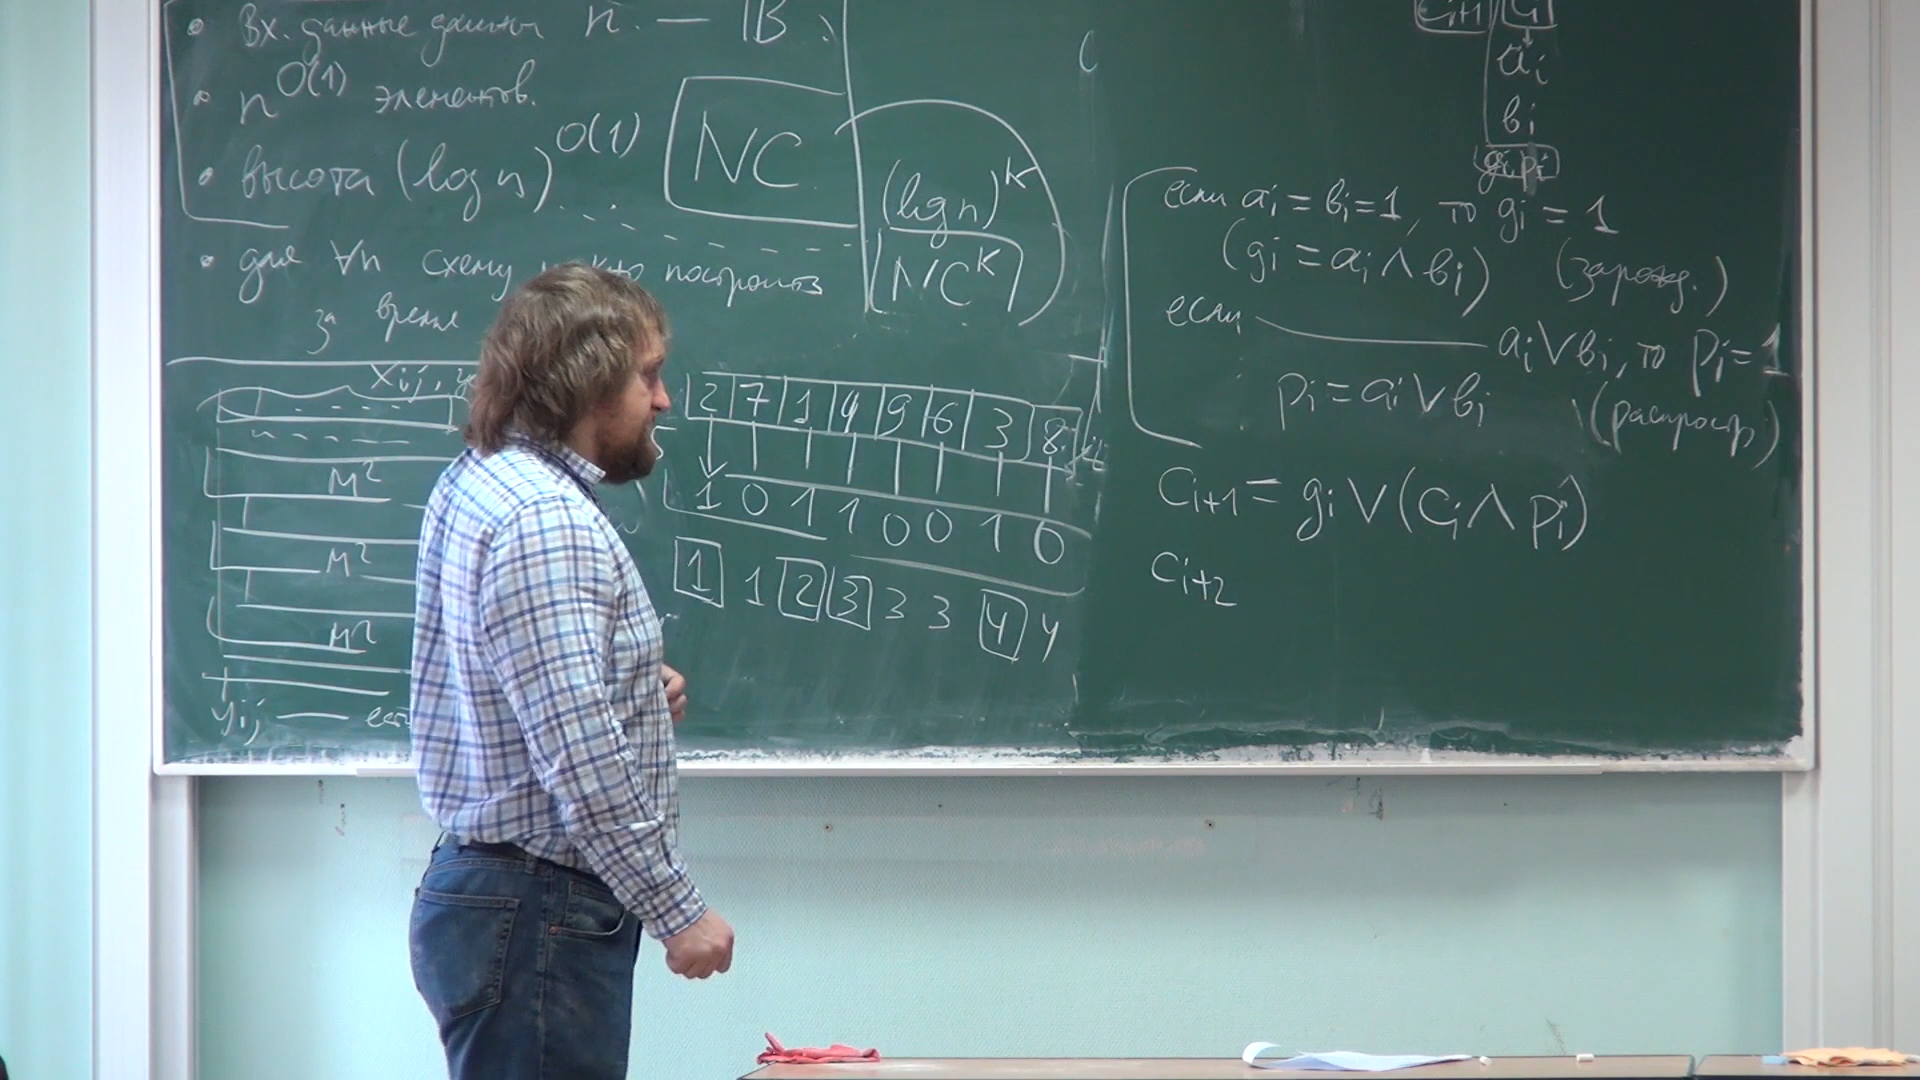 • Вх. данные длины n. — B
• n^O(1) элементов.
• высота (log n)^O(1)
NC
(log n)^K
NC^K
• для ∀n схему построить
за время
x_ij,
M²
M²
M²
y_ij — если
2 7 1 4 9 6 3 8
1 0 1 1 0 0 1 0
1 1 2 3 3 3 4 4
C
C_i+1 C_i
a_i
b_i
g_i p_i
если a_i = b_i = 1, то g_i = 1
(g_i = a_i ∧ b_i) (зарожд.)
если — a_i ∨ b_i, то p_i = 1
p_i = a_i ∨ b_i (распростр)
C_i+1 = g_i ∨ (C_i ∧ p_i)
C_i+2